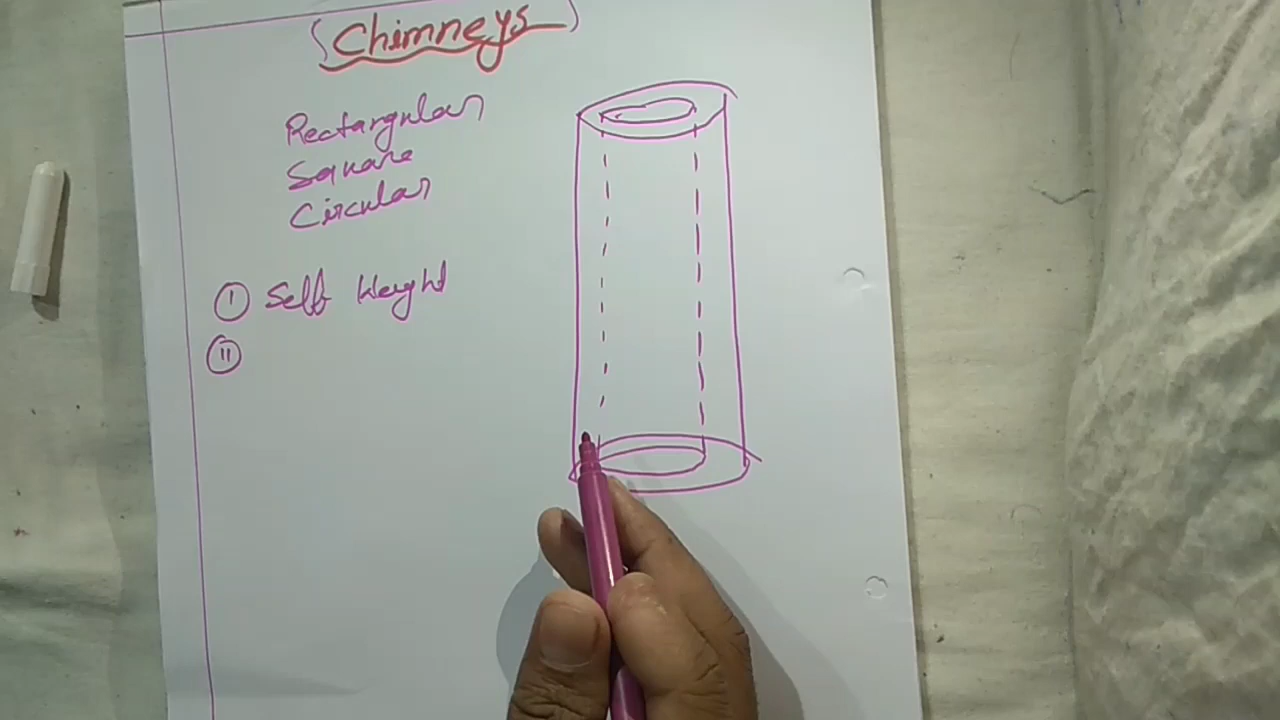 Chimneys
Rectangular
Square
Circular
(I) Self Weight
(II)